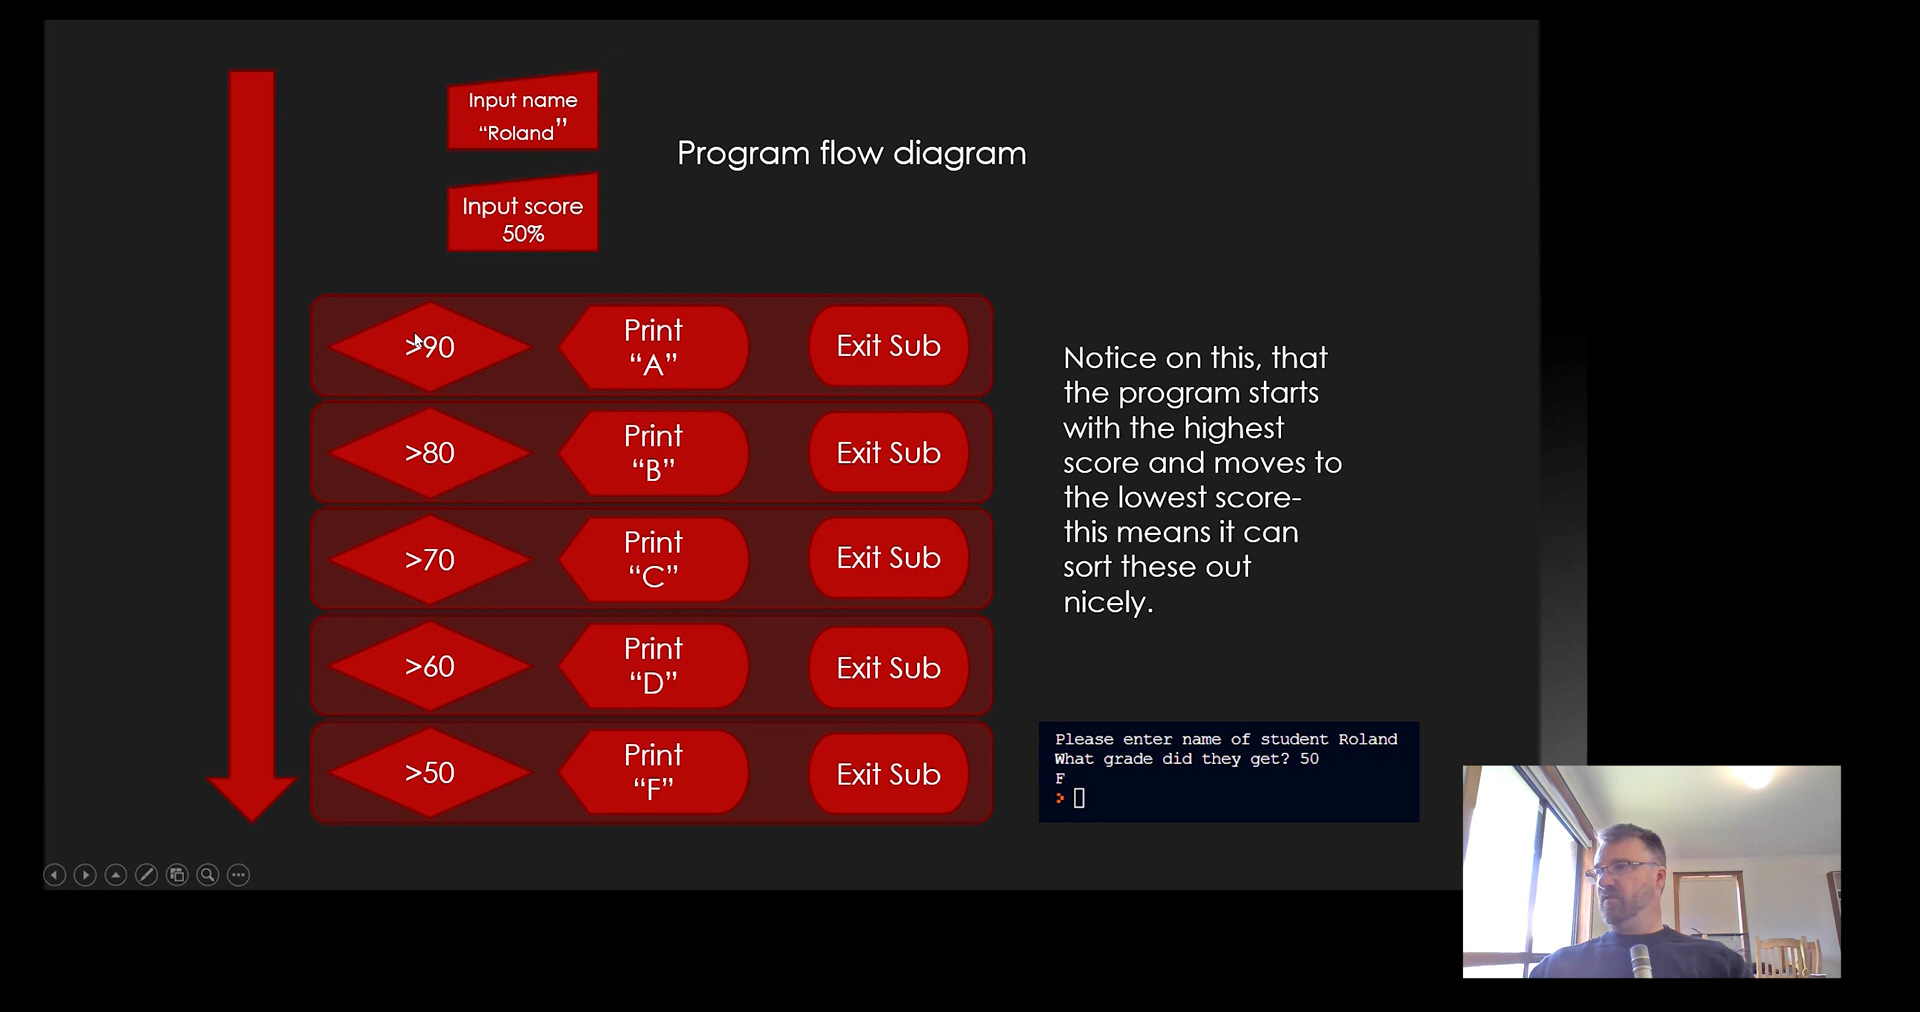 Input name
“Roland”
Program flow diagram
Input score
50%
>90
Print
“A”
Exit Sub
>80
Print
“B”
Exit Sub
>70
Print
“C”
Exit Sub
>60
Print
“D”
Exit Sub
>50
Print
“F”
Exit Sub
Notice on this, that
the program starts
with the highest
score and moves to
the lowest score-
this means it can
sort these out
nicely.
Please enter name of student Roland
What grade did they get? 50
F
>